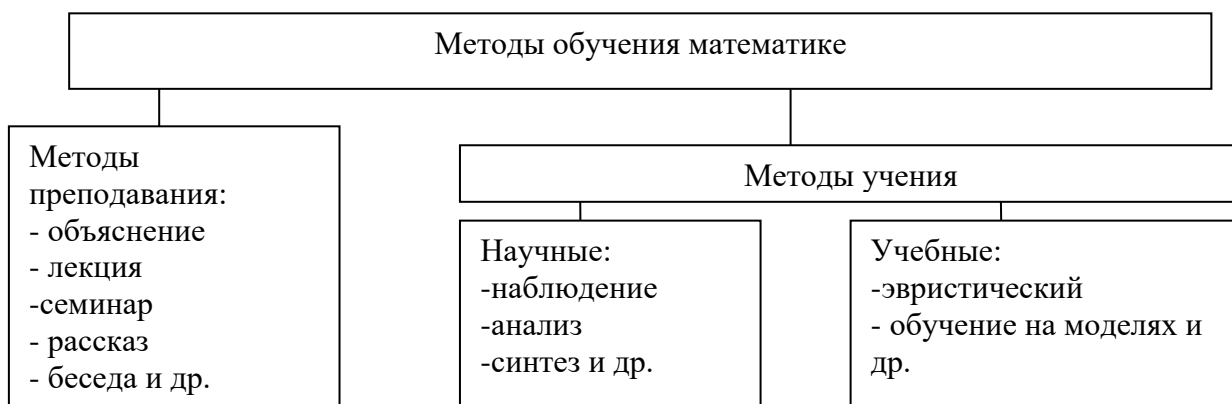 Методы обучения математике
Методы
преподавания:
- объяснение
- лекция
-семинар
- рассказ
- беседа и др.
Методы учения
Научные:
-наблюдение
-анализ
-синтез и др.
Учебные:
-эвристический
- обучение на моделях и
др.